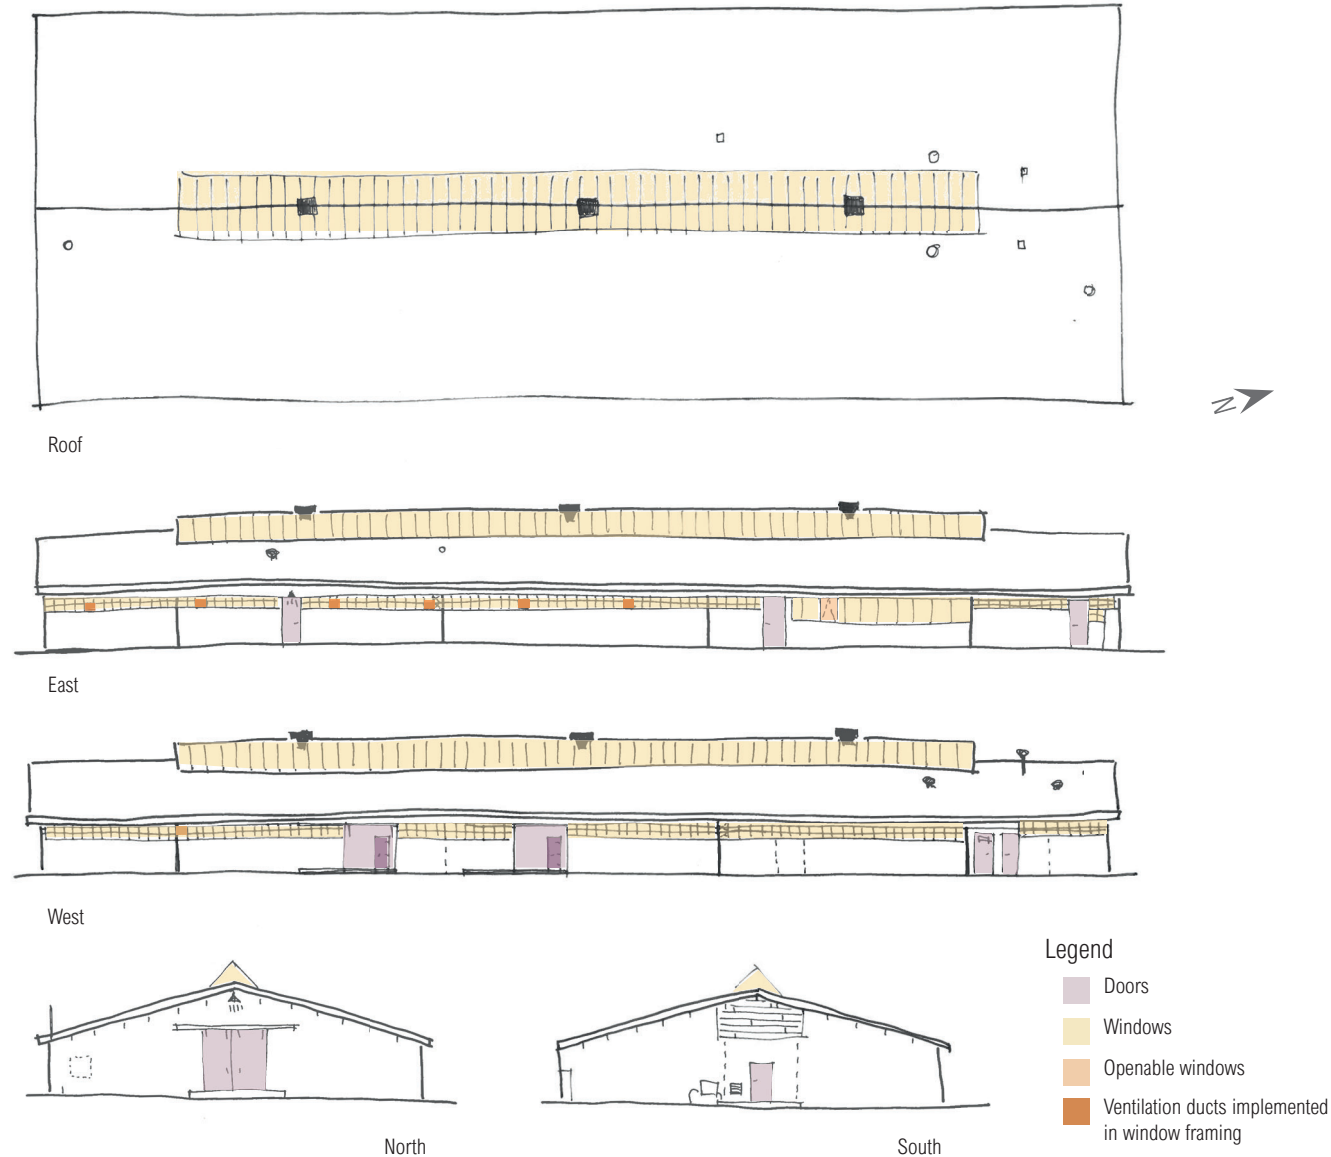 Roof
N
East
West
North
South
Legend
Doors
Windows
Openable windows
Ventilation ducts implemented
in window framing